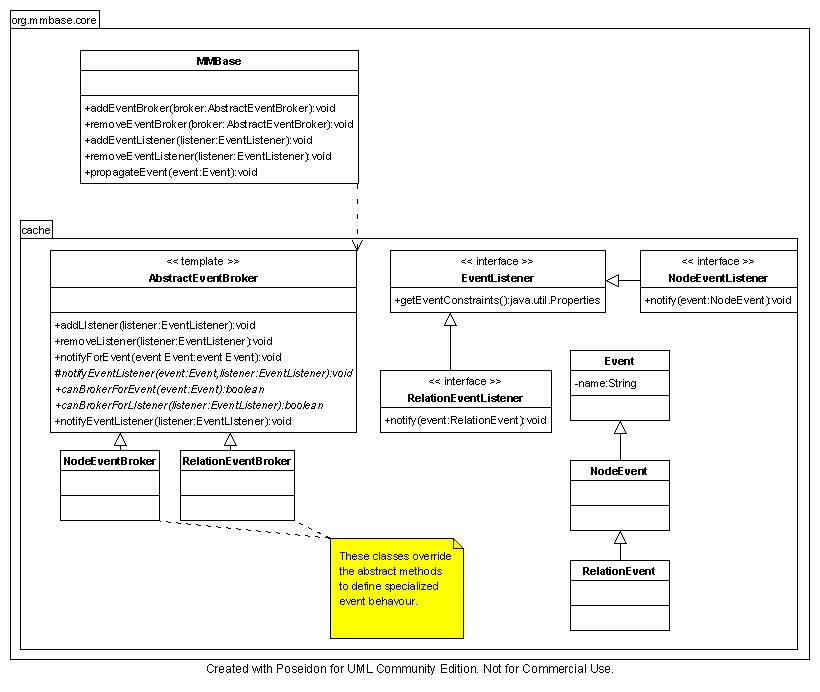 org.mmbase.core
MMBase
+addEventBroker(broker:AbstractEventBroker):void
+removeEventBroker(broker:AbstractEventBroker):void
+addEventListener(listener:EventListener):void
+removeEventListener(listener:EventListener):void
+propagateEvent(event:Event):void
cache
<< template >>
AbstractEventBroker
+addLIstener(listener:EventListener):void
+removeListener(listener:EventListener):void
+notifyForEvent(event Event:event Event):void
#notifyEventListener(event:Event,listener:EventListener):void
+canBrokerForEvent(event:Event):boolean
+canBrokerForLIstener(listener:EventListener):boolean
+notifyEventListener(listener:EventLIstener):void
<< interface >>
EventListener
+getEventConstraints():java.util.Properties
<< interface >>
NodeEventListener
+notify(event:NodeEvent):void
<< interface >>
RelationEventListener
+notify(event:RelationEvent):void
Event
-name:String
NodeEventBroker
RelationEventBroker
NodeEvent
These classes override
the abstract methods
to define specialized
event behavour.
RelationEvent
Created with Poseidon for UML Community Edition. Not for Commercial Use.